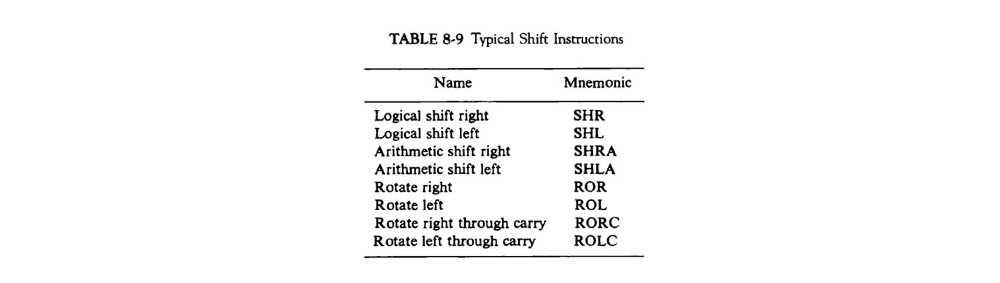 TABLE 8-9 Typical Shift Instructions
Name Mnemonic
Logical shift right SHR
Logical shift left SHL
Arithmetic shift right SHRA
Arithmetic shift left SHLA
Rotate right ROR
Rotate left ROL
Rotate right through carry RORC
Rotate left through carry ROLC